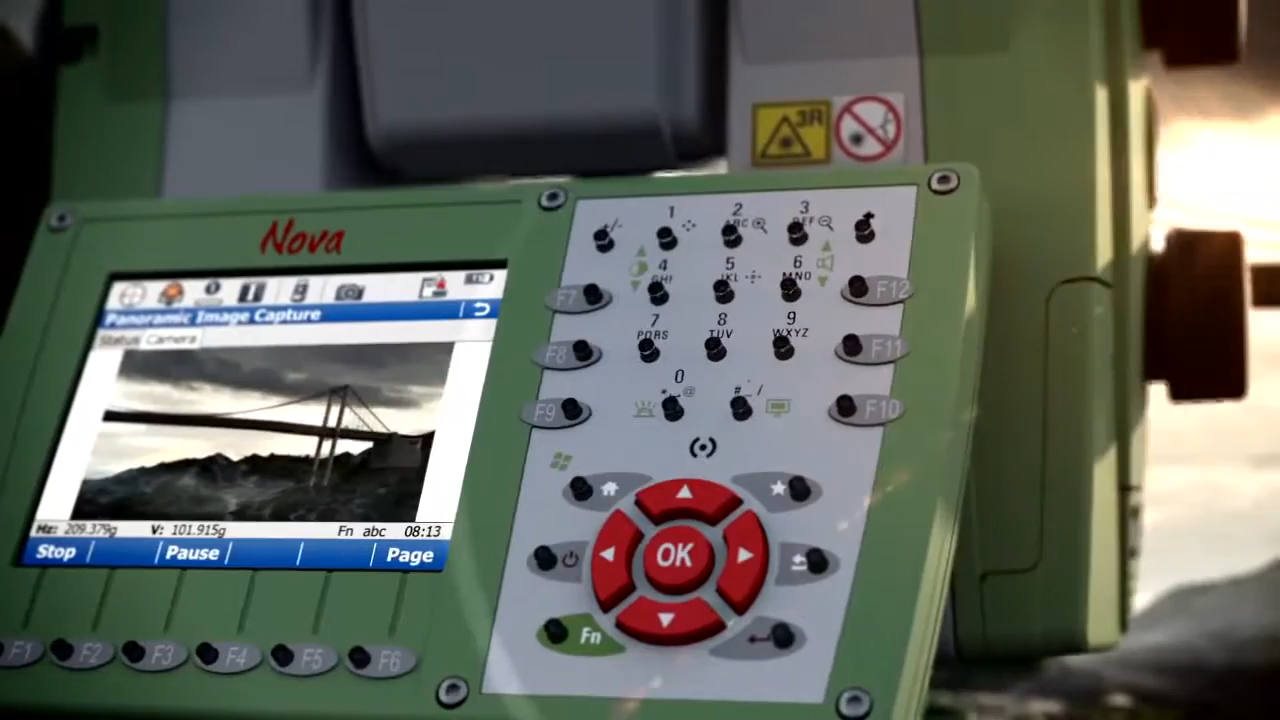 3R
Nova
Panoramic Image Capture
Status Camera
Hz: 209.379g V: 101.915g Fn abc 08:13
Stop Pause Page
F1 F2 F3 F4 F5 F6
+/- 1 2 ABC 3 DEF
4 GHI 5 JKL 6 MNO
F7 F12
7 PQRS 8 TUV 9 WXYZ
F8 F11
0
F9 F10
OK
Fn